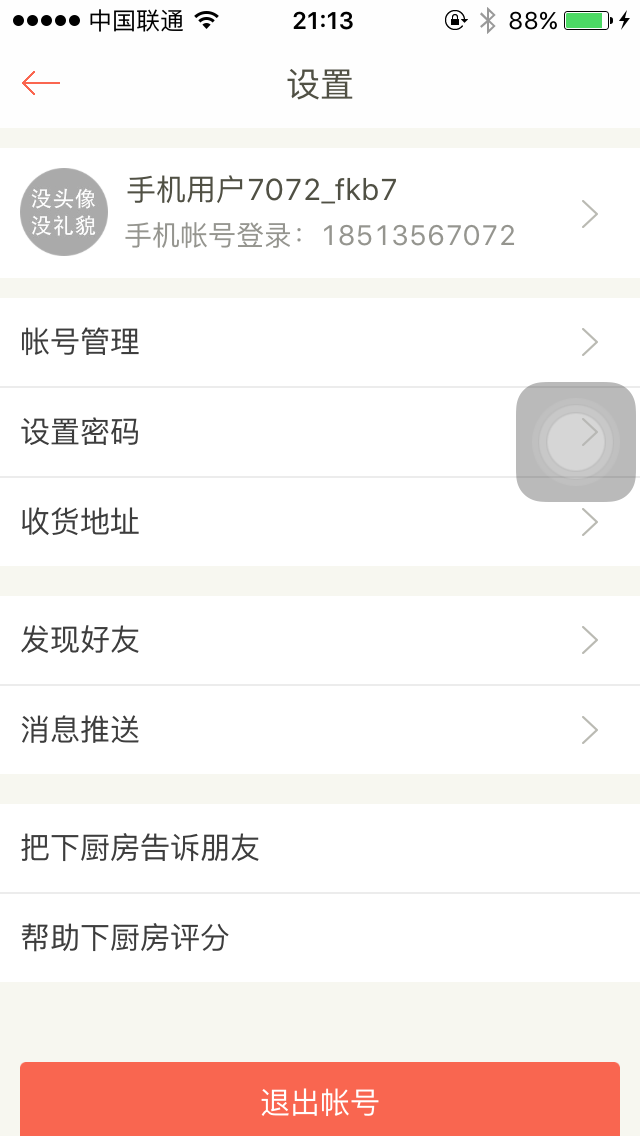 中国联通
21:13
88%
设置
没头像
没礼貌
手机用户7072_fkb7
手机帐号登录：18513567072
帐号管理
设置密码
收货地址
发现好友
消息推送
把下厨房告诉朋友
帮助下厨房评分
退出帐号